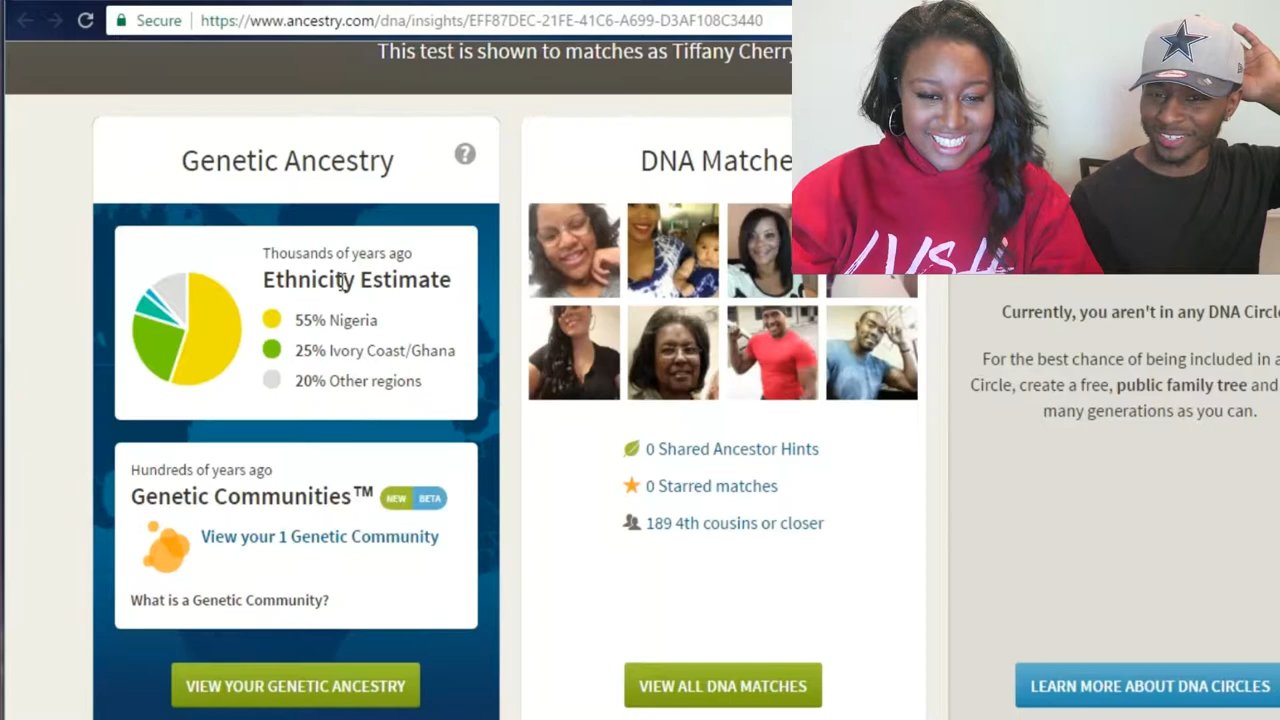 Secure
https://www.ancestry.com/dna/insights/EFF87DEC-21FE-41C6-A699-D3AF108C3440
This test is shown to matches as Tiffany Cherry
Genetic Ancestry
?
Thousands of years ago
Ethnicity Estimate
55% Nigeria
25% Ivory Coast/Ghana
20% Other regions
Hundreds of years ago
Genetic Communities™ NEW BETA
View your 1 Genetic Community
What is a Genetic Community?
VIEW YOUR GENETIC ANCESTRY
DNA Matche
0 Shared Ancestor Hints
0 Starred matches
189 4th cousins or closer
VIEW ALL DNA MATCHES
Currently, you aren't in any DNA Circl
For the best chance of being included in a
Circle, create a free, public family tree and
many generations as you can.
LEARN MORE ABOUT DNA CIRCLES